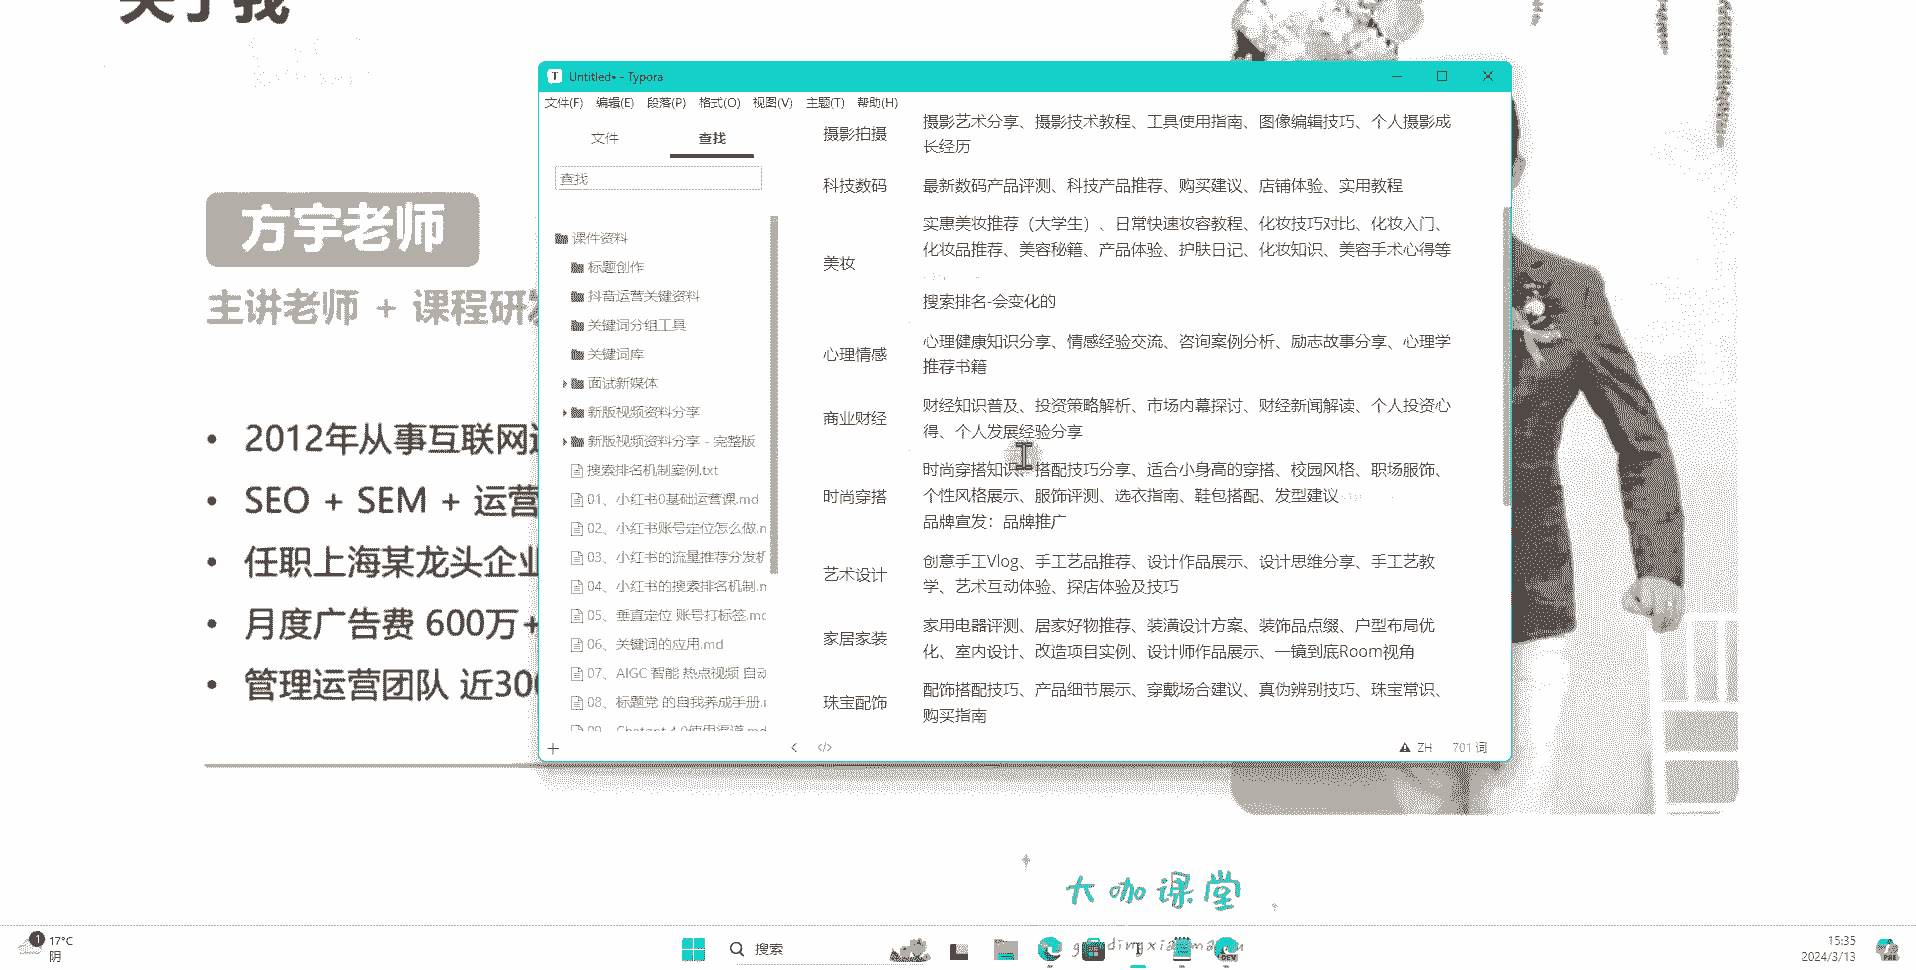 关于我
方宇老师
主讲老师 + 课程研发
2012年从事互联网运
SEO + SEM + 运营
任职上海某龙头企业
月度广告费 600万+
管理运营团队 近300
Untitled• - Typora
文件(F) 编辑(E) 段落(P) 格式(O) 视图(V) 主题(T) 帮助(H)
文件 查找
查找
课件资料
标题创作
抖音运营关键资料
关键词分组工具
关键词库
面试新媒体
新版视频资料分享
新版视频资料分享 - 完整版
搜索排名机制案例.txt
01、小红书0基础运营课.md
02、小红书账号定位怎么做.m
03、小红书的流量推荐分发机
04、小红书的搜索排名机制.m
05、垂直定位 账号打标签.md
06、关键词的应用.md
07、AIGC 智能 热点视频 自动
08、标题党 的自我养成手册.m
09、Chatgpt 4.0使用渠道.md
摄影拍摄
摄影艺术分享、摄影技术教程、工具使用指南、图像编辑技巧、个人摄影成
长经历
科技数码
最新数码产品评测、科技产品推荐、购买建议、店铺体验、实用教程
美妆
实惠美妆推荐（大学生）、日常快速妆容教程、化妆技巧对比、化妆入门、
化妆品推荐、美容秘籍、产品体验、护肤日记、化妆知识、美容手术心得等
搜索排名-会变化的
心理情感
心理健康知识分享、情感经验交流、咨询案例分析、励志故事分享、心理学
推荐书籍
商业财经
财经知识普及、投资策略解析、市场内幕探讨、财经新闻解读、个人投资心
得、个人发展经验分享
时尚穿搭
时尚穿搭知识、搭配技巧分享、适合小身高的穿搭、校园风格、职场服饰、
个性风格展示、服饰评测、选衣指南、鞋包搭配、发型建议
品牌宣发：品牌推广
艺术设计
创意手工Vlog、手工艺品推荐、设计作品展示、设计思维分享、手工艺教
学、艺术互动体验、探店体验及技巧
家居家装
家用电器评测、居家好物推荐、装潢设计方案、装饰品点缀、户型布局优
化、室内设计、改造项目实例、设计师作品展示、一镜到底Room视角
珠宝配饰
配饰搭配技巧、产品细节展示、穿戴场合建议、真伪辨别技巧、珠宝常识、
购买指南
ZH 701 词
大咖课堂
1 17°C
阴
搜索
DEV
15:35
2024/3/13
PRE